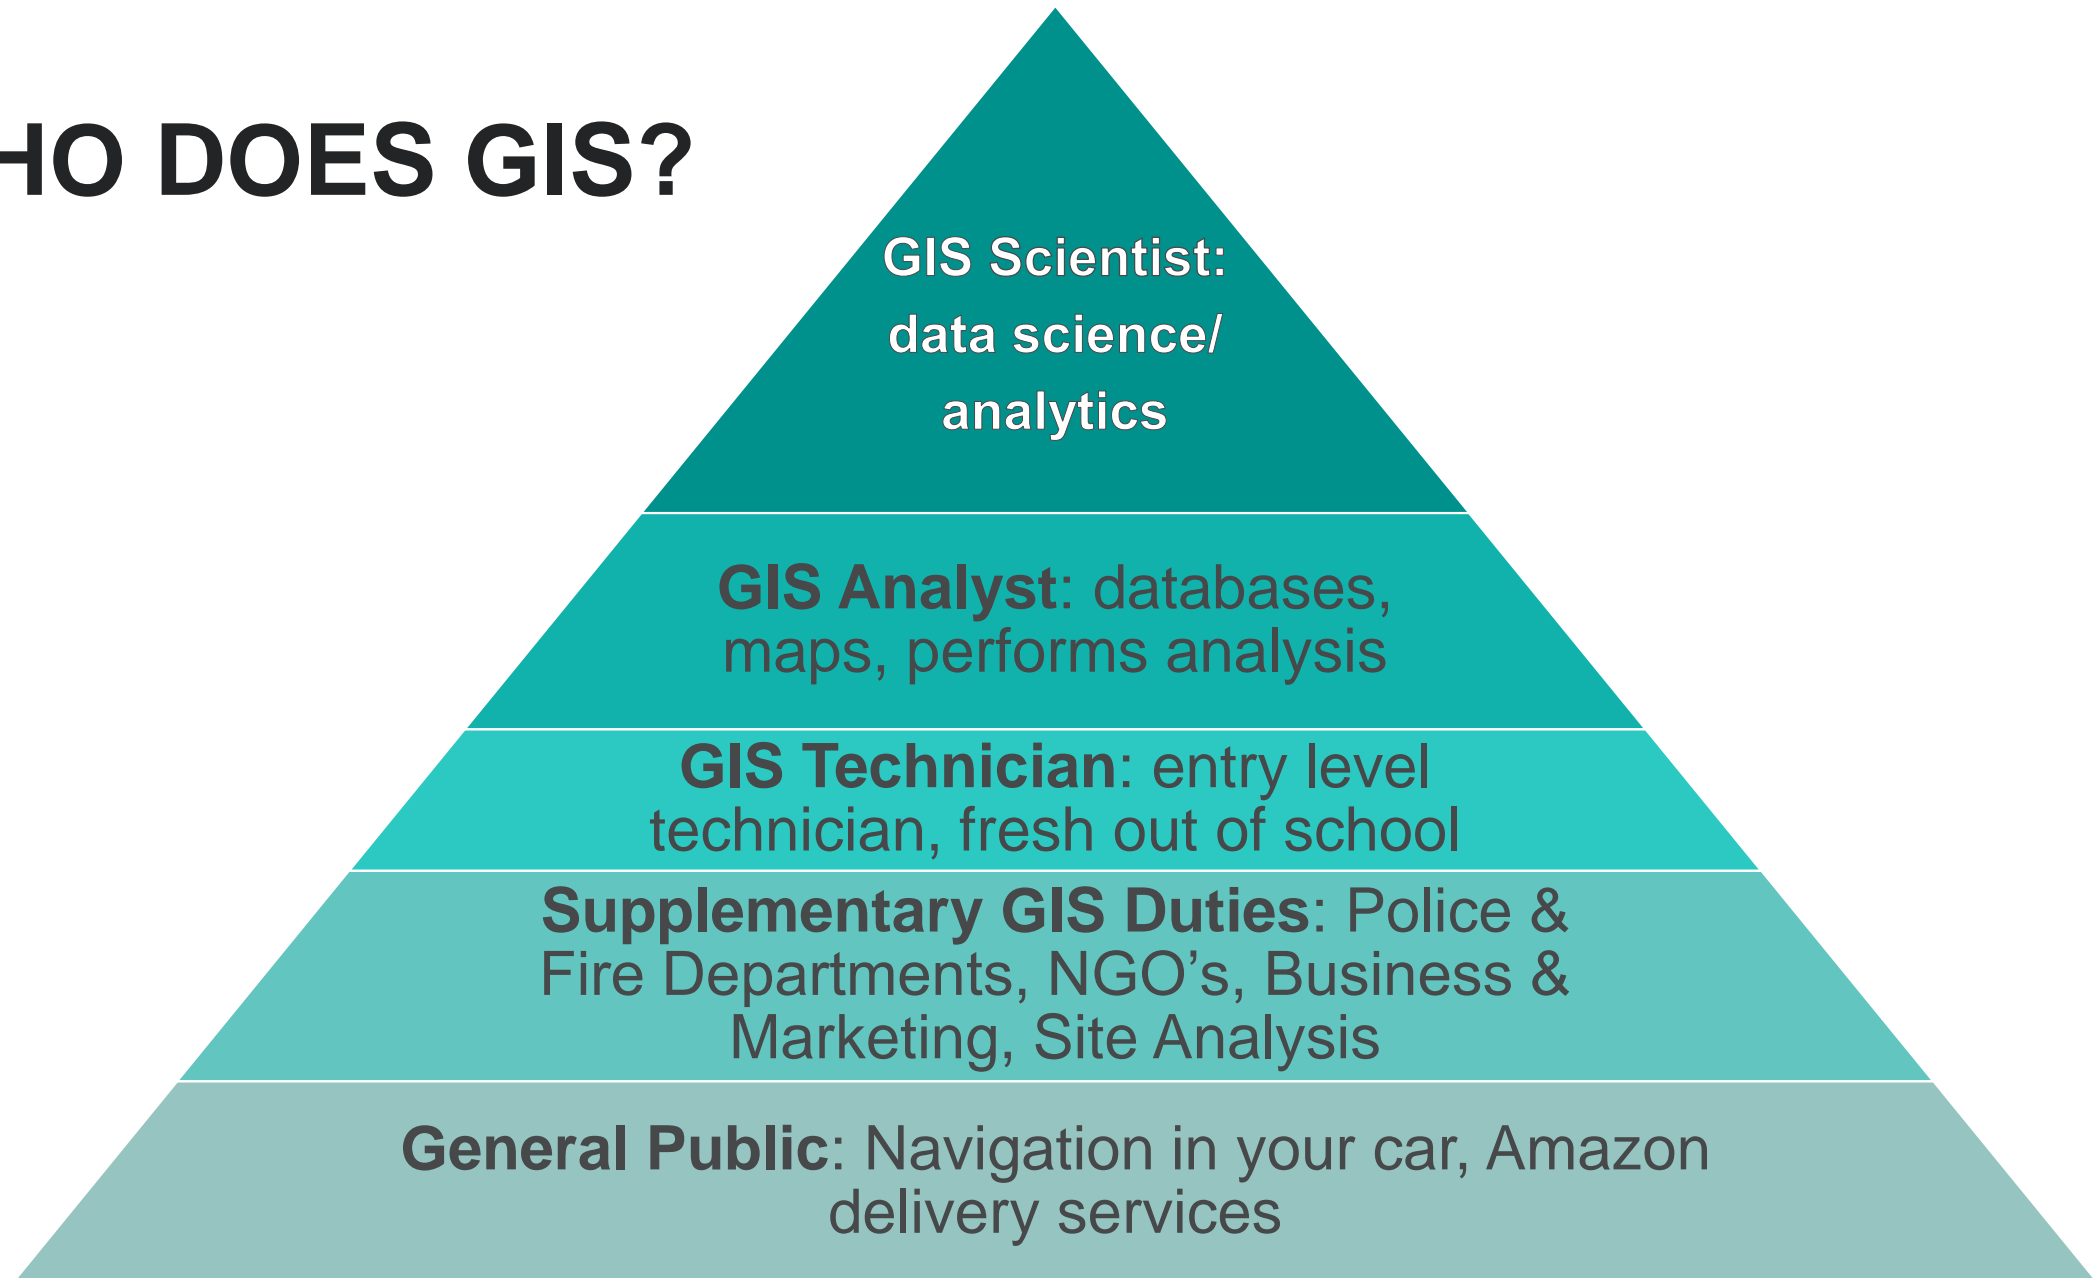 HO DOES GIS?
GIS Scientist:
data science/
analytics
GIS Analyst: databases,
maps, performs analysis
GIS Technician: entry level
technician, fresh out of school
Supplementary GIS Duties: Police &
Fire Departments, NGO’s, Business &
Marketing, Site Analysis
General Public: Navigation in your car, Amazon
delivery services